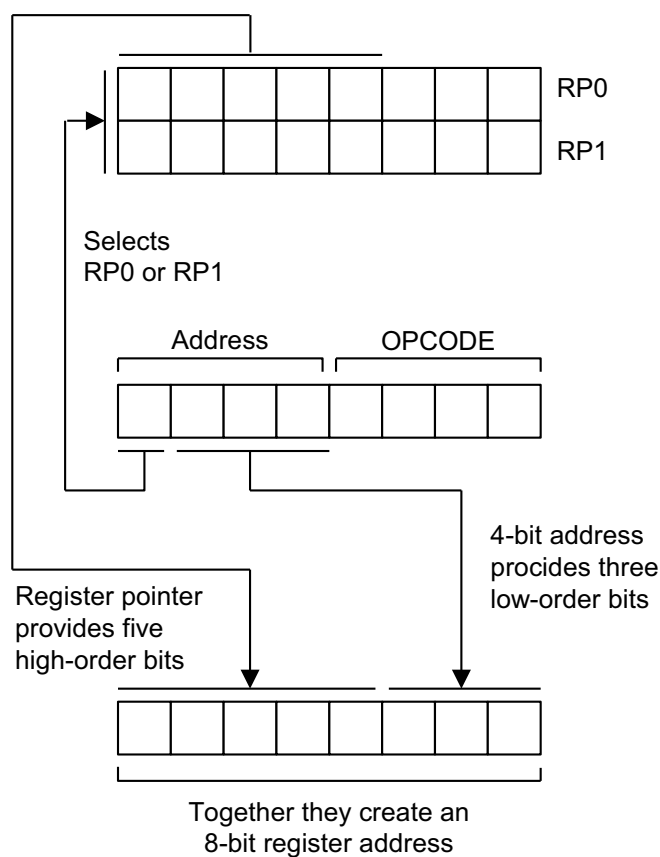 RP0
RP1
Selects
RP0 or RP1
Address
OPCODE
4-bit address
procides three
low-order bits
Register pointer
provides five
high-order bits
Together they create an
8-bit register address